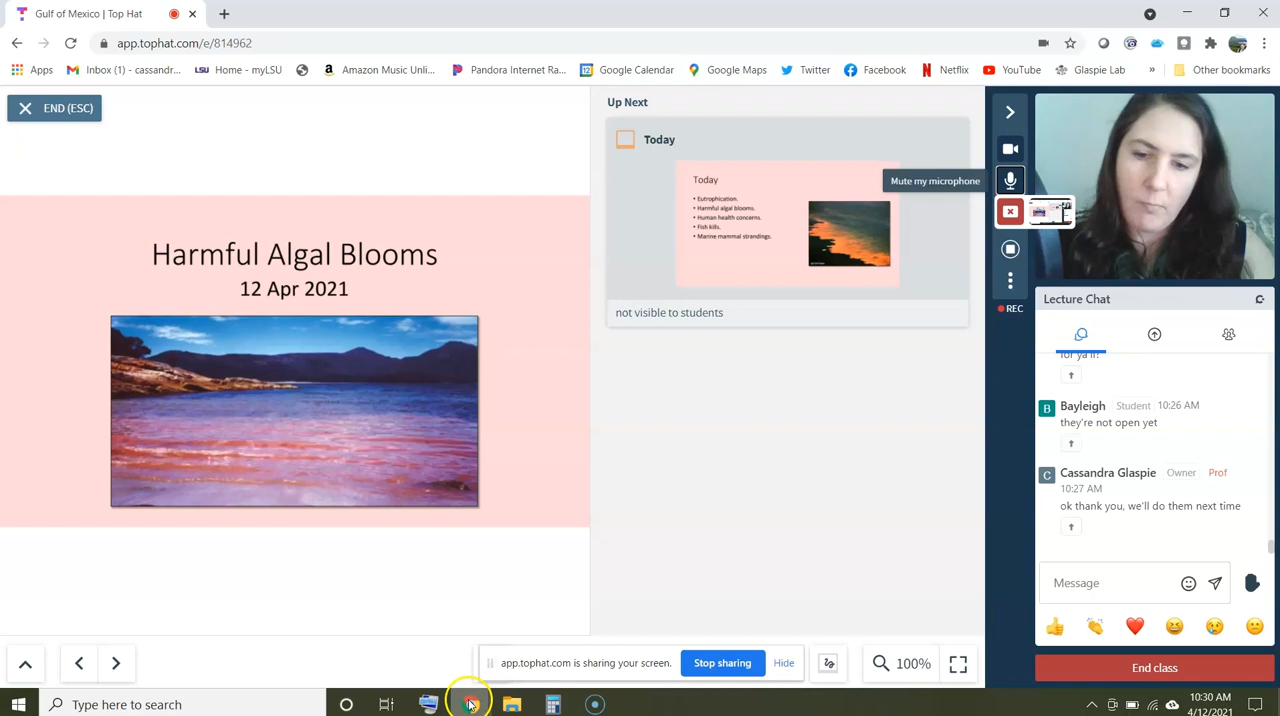 Gulf of Mexico | Top Hat
app.tophat.com/e/814962
Apps
Inbox (1) - cassandr...
LSU
Home - myLSU
Amazon Music Unli...
Pandora Internet Ra...
Google Calendar
Google Maps
Twitter
Facebook
Netflix
YouTube
Glaspie Lab
»
Other bookmarks
END (ESC)
Harmful Algal Blooms
12 Apr 2021
Up Next
Today
Today
• Eutrophication.
• Harmful algal blooms.
• Human health concerns.
• Fish kills.
• Marine mammal strandings.
not visible to students
Mute my microphone
REC
Lecture Chat
for ya ll?
B
Bayleigh Student 10:26 AM
they're not open yet
C
Cassandra Glaspie Owner Prof
10:27 AM
ok thank you, we'll do them next time
Message
End class
app.tophat.com is sharing your screen.
Stop sharing
Hide
100%
Type here to search
10:30 AM
4/12/2021